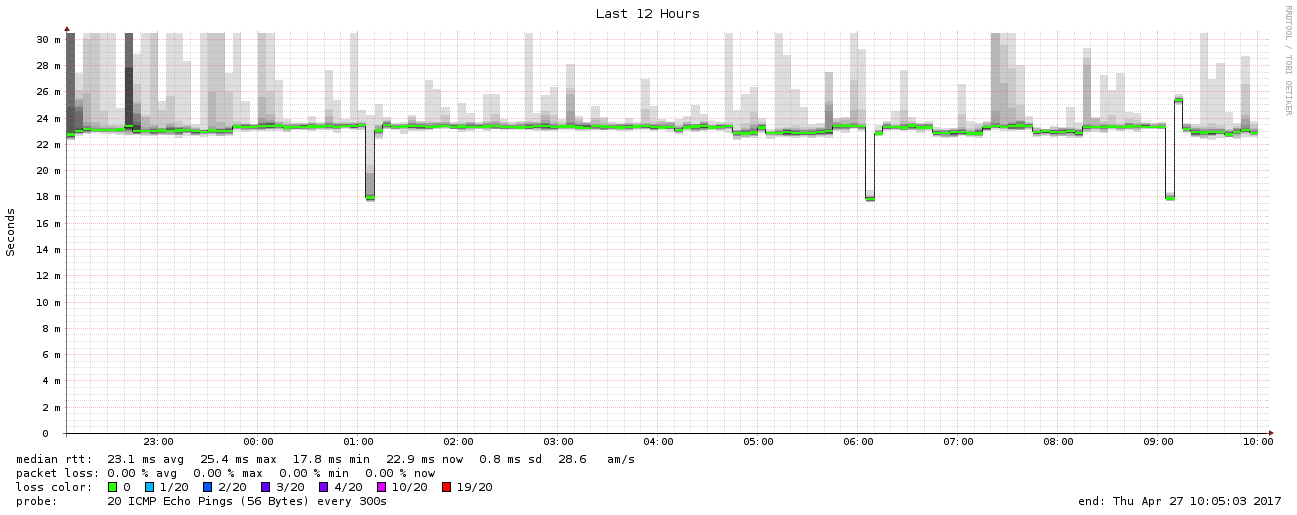 Last 12 Hours
RRDTOOL / TOBI OETIKER
Seconds
30 m
28 m
26 m
24 m
22 m
20 m
18 m
16 m
14 m
12 m
10 m
8 m
6 m
4 m
2 m
0
23:00 00:00 01:00 02:00 03:00 04:00 05:00 06:00 07:00 08:00 09:00 10:00
median rtt: 23.1 ms avg 25.4 ms max 17.8 ms min 22.9 ms now 0.8 ms sd 28.6 am/s
packet loss: 0.00 % avg 0.00 % max 0.00 % min 0.00 % now
loss color: 0 1/20 2/20 3/20 4/20 10/20 19/20
probe: 20 ICMP Echo Pings (56 Bytes) every 300s end: Thu Apr 27 10:05:03 2017